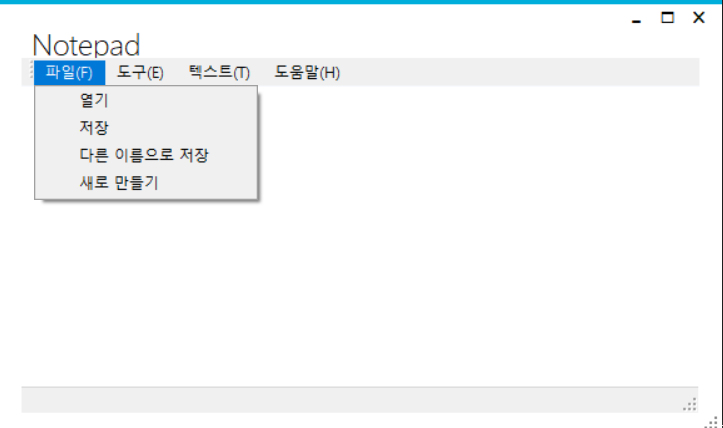 Notepad
파일(F) 도구(E) 텍스트(T) 도움말(H)
열기
저장
다른 이름으로 저장
새로 만들기